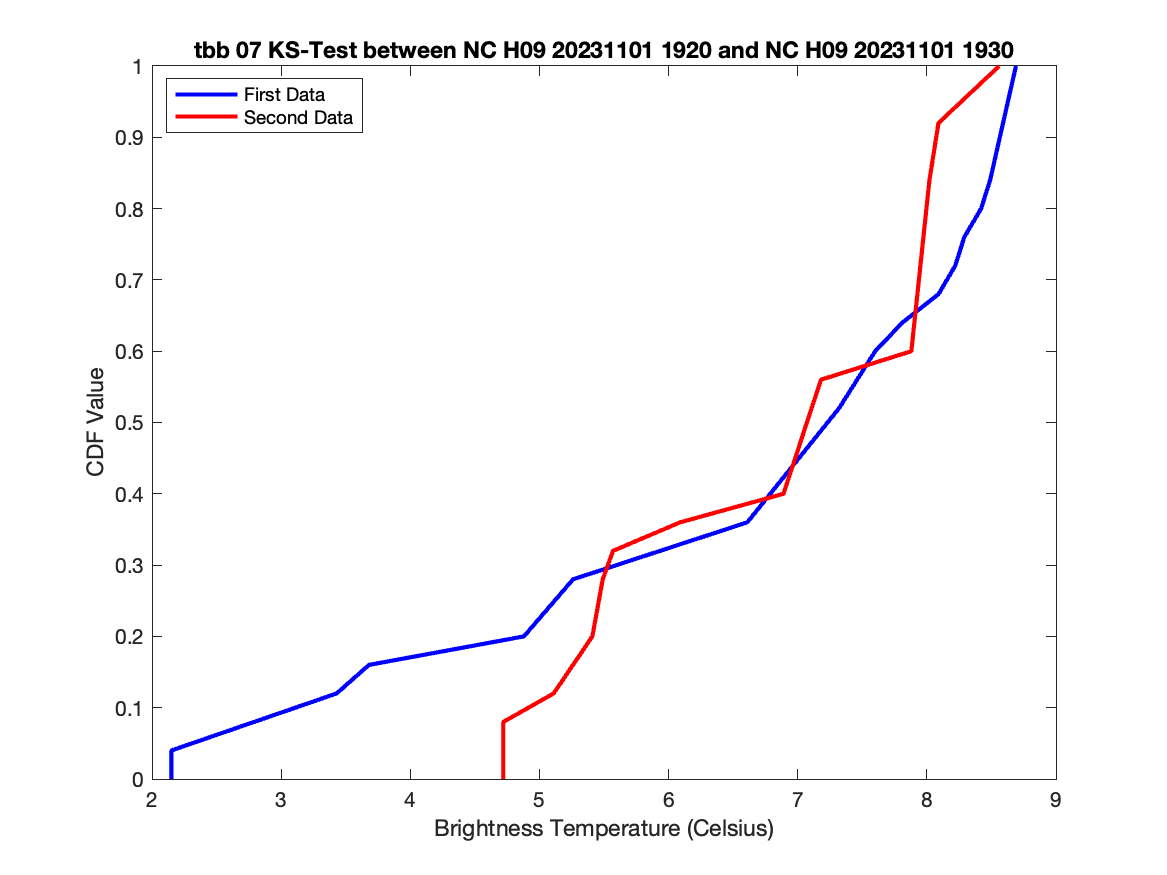 tbb 07 KS-Test between NC H09 20231101 1920 and NC H09 20231101 1930
First Data
Second Data
1
0.9
0.8
0.7
0.6
0.5
0.4
0.3
0.2
0.1
0
CDF Value
2 3 4 5 6 7 8 9
Brightness Temperature (Celsius)